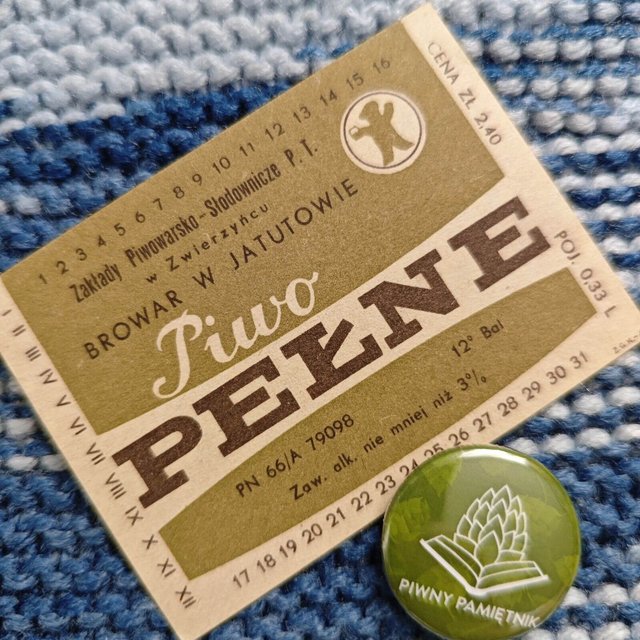 1 2 3 4 5 6 7 8 9 10 11 12 13 14 15 16
Zakłady Piwowarsko-Słodownicze P. T.
w Zwierzyńcu
BROWAR W JATUTOWIE
Piwo
PEŁNE
12° Bal
PN 66/A 79098
Zaw. alk. nie mniej niż 3%
17 18 19 20 21 22 23 24 25 26 27 28 29 30 31
I II III IV V VI VII VIII IX X XI
CENA ZŁ 2,40
POJ. 0,33 L
PIWNY PAMIĘTNIK